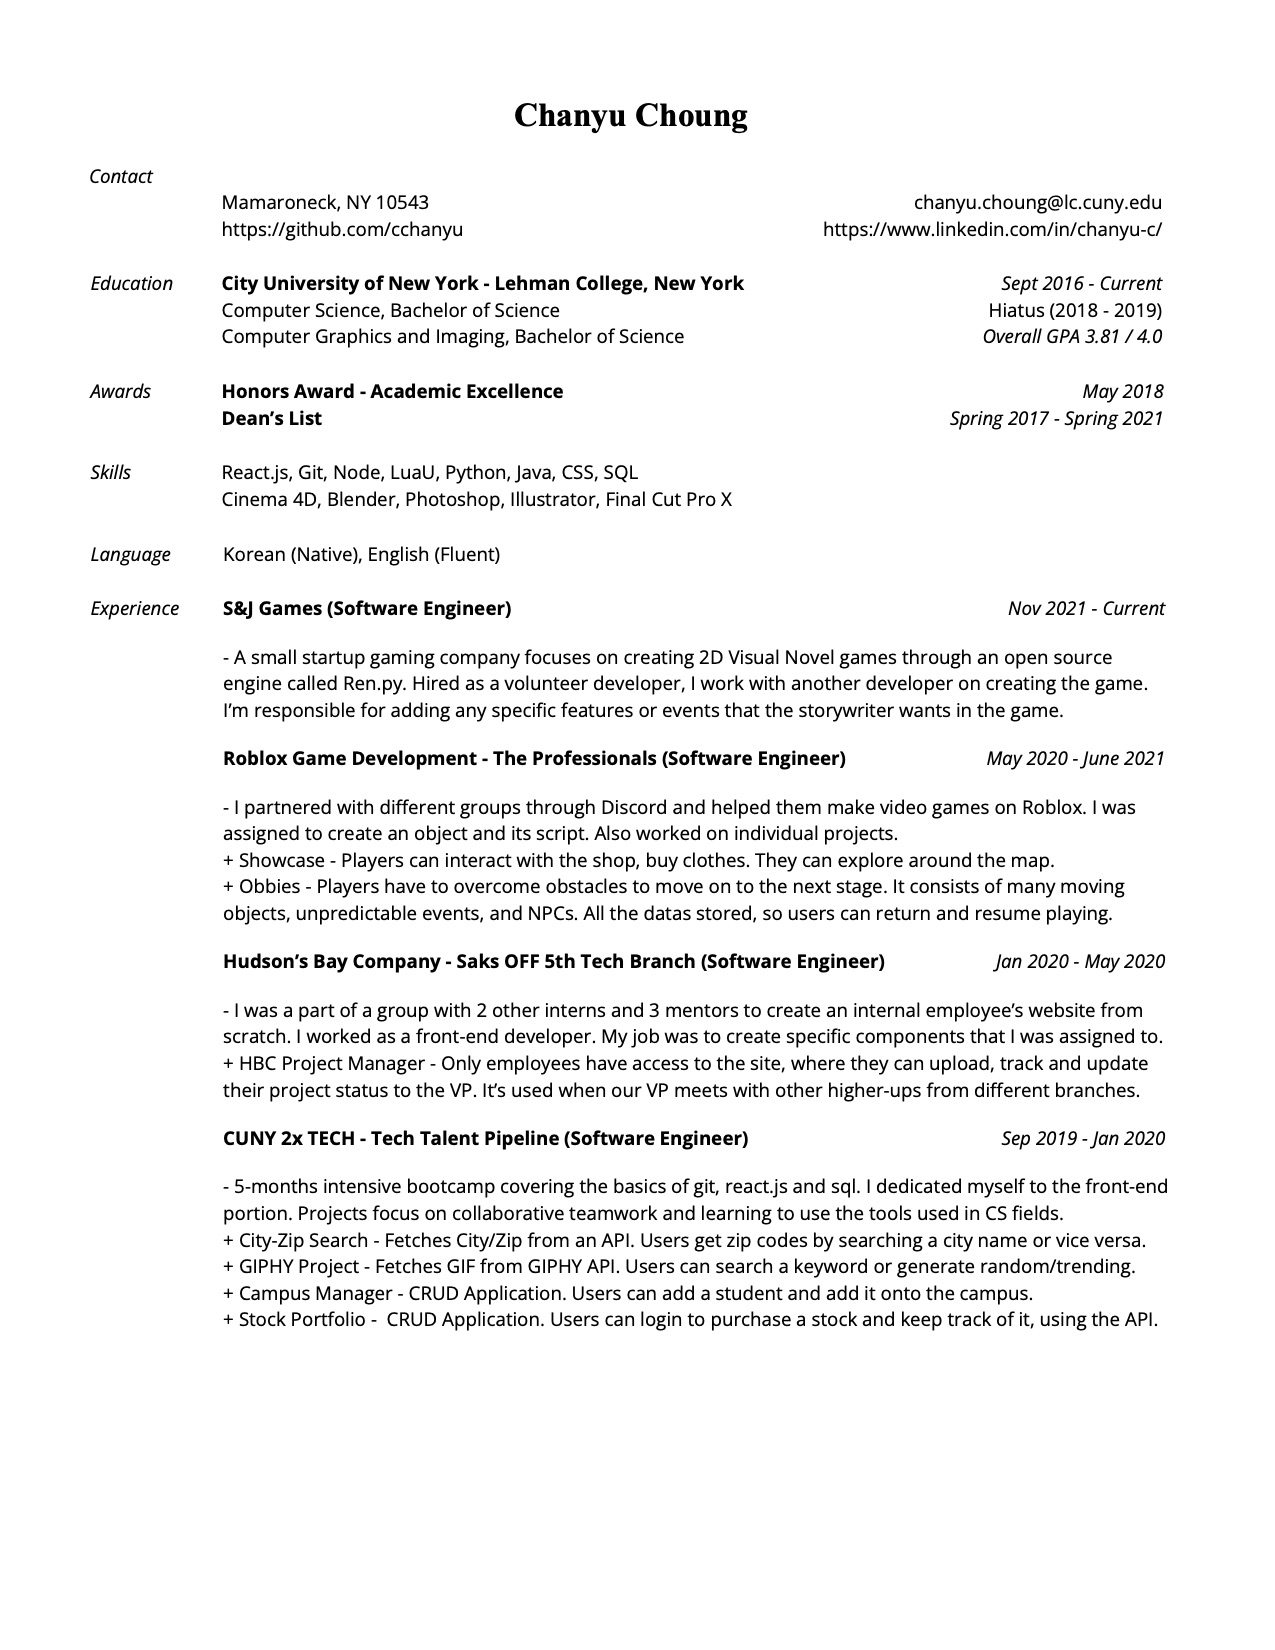 Chanyu Choung
Contact
Mamaroneck, NY 10543 chanyu.choung@lc.cuny.edu
https://github.com/cchanyu https://www.linkedin.com/in/chanyu-c/
Education City University of New York - Lehman College, New York Sept 2016 - Current
Computer Science, Bachelor of Science Hiatus (2018 - 2019)
Computer Graphics and Imaging, Bachelor of Science Overall GPA 3.81 / 4.0
Awards Honors Award - Academic Excellence May 2018
Dean’s List Spring 2017 - Spring 2021
Skills React.js, Git, Node, LuaU, Python, Java, CSS, SQL
Cinema 4D, Blender, Photoshop, Illustrator, Final Cut Pro X
Language Korean (Native), English (Fluent)
Experience S&J Games (Software Engineer) Nov 2021 - Current
- A small startup gaming company focuses on creating 2D Visual Novel games through an open source
engine called Ren.py. Hired as a volunteer developer, I work with another developer on creating the game.
I’m responsible for adding any specific features or events that the storywriter wants in the game.
Roblox Game Development - The Professionals (Software Engineer) May 2020 - June 2021
- I partnered with different groups through Discord and helped them make video games on Roblox. I was
assigned to create an object and its script. Also worked on individual projects.
+ Showcase - Players can interact with the shop, buy clothes. They can explore around the map.
+ Obbies - Players have to overcome obstacles to move on to the next stage. It consists of many moving
objects, unpredictable events, and NPCs. All the datas stored, so users can return and resume playing.
Hudson’s Bay Company - Saks OFF 5th Tech Branch (Software Engineer) Jan 2020 - May 2020
- I was a part of a group with 2 other interns and 3 mentors to create an internal employee’s website from
scratch. I worked as a front-end developer. My job was to create specific components that I was assigned to.
+ HBC Project Manager - Only employees have access to the site, where they can upload, track and update
their project status to the VP. It’s used when our VP meets with other higher-ups from different branches.
CUNY 2x TECH - Tech Talent Pipeline (Software Engineer) Sep 2019 - Jan 2020
- 5-months intensive bootcamp covering the basics of git, react.js and sql. I dedicated myself to the front-end
portion. Projects focus on collaborative teamwork and learning to use the tools used in CS fields.
+ City-Zip Search - Fetches City/Zip from an API. Users get zip codes by searching a city name or vice versa.
+ GIPHY Project - Fetches GIF from GIPHY API. Users can search a keyword or generate random/trending.
+ Campus Manager - CRUD Application. Users can add a student and add it onto the campus.
+ Stock Portfolio -  CRUD Application. Users can login to purchase a stock and keep track of it, using the API.